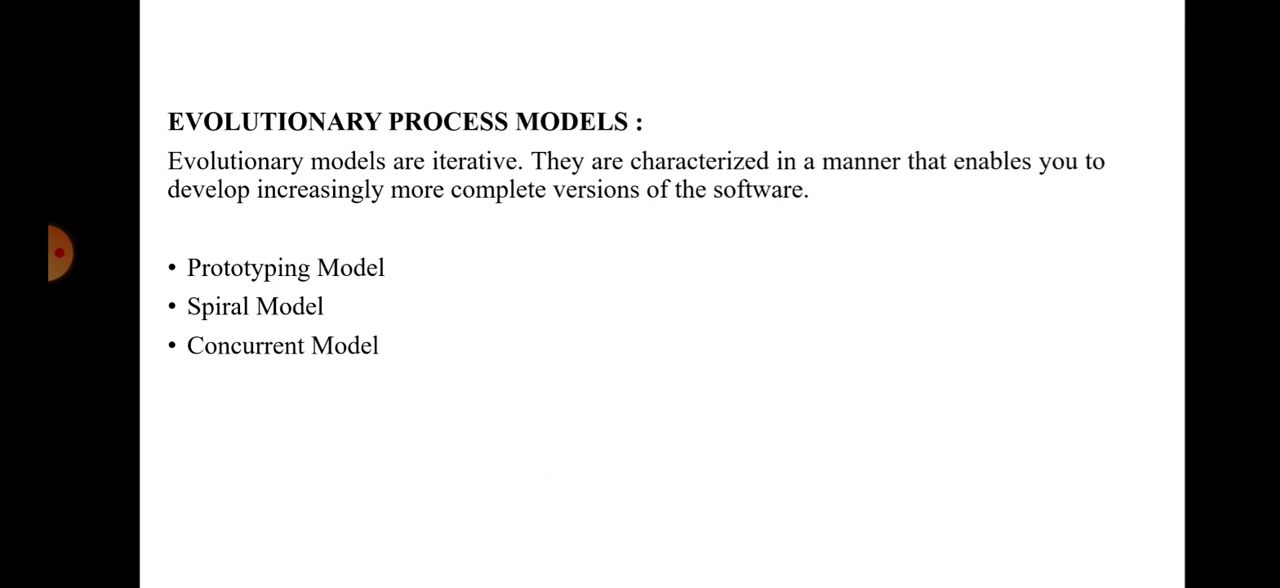 EVOLUTIONARY PROCESS MODELS :
Evolutionary models are iterative. They are characterized in a manner that enables you to
develop increasingly more complete versions of the software.
• Prototyping Model
• Spiral Model
• Concurrent Model